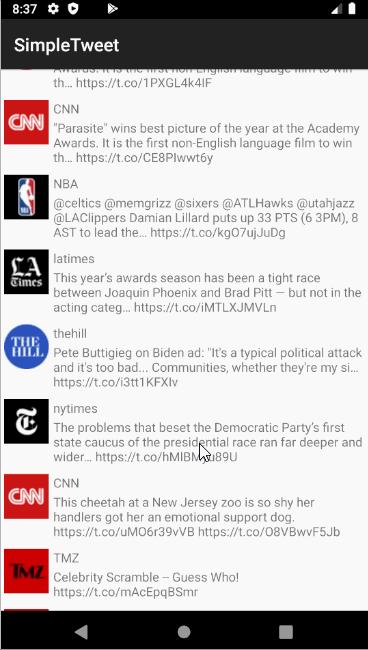 8:37
SimpleTweet
Awards. It is the first non-English language film to win
th… https://t.co/1PXGL4k4lF
CNN
CNN
"Parasite" wins best picture of the year at the Academy
Awards. It is the first non-English language film to win
th… https://t.co/CE8PIwwt6y
NBA
@celtics @memgrizz @sixers @ATLHawks @utahjazz
@LAClippers Damian Lillard puts up 33 PTS (6 3PM), 8
AST to lead the… https://t.co/kgO7ujJuDg
LA
Times
latimes
This year's awards season has been a tight race
between Joaquin Phoenix and Brad Pitt — but not in the
acting categ… https://t.co/iMTLXJMVLn
THE
HILL
thehill
Pete Buttigieg on Biden ad: "It's a typical political attack
and it's too bad... Communities, whether they're my si…
https://t.co/i3tt1KFXIv
T
nytimes
The problems that beset the Democratic Party's first
state caucus of the presidential race ran far deeper and
wider… 
CNN
CNN
This cheetah at a New Jersey zoo is so shy her
handlers got her an emotional support dog.
https://t.co/uMO6r39vVB https://t.co/O8VBwvF5Jb
TMZ
TMZ
Celebrity Scramble -- Guess Who!
https://t.co/mAcEpqBSmr